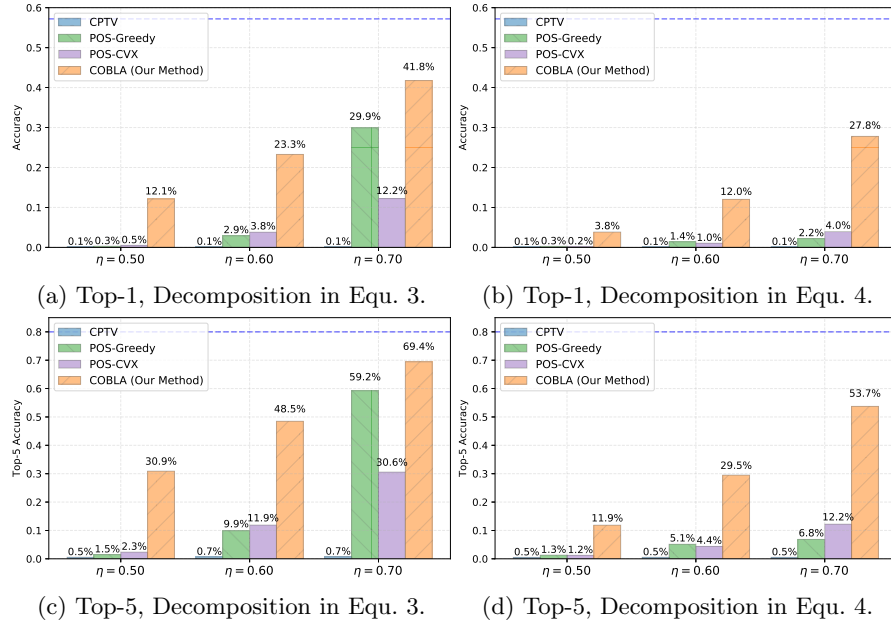 0.6
0.5
0.4
0.3
0.2
0.1
0.0
Accuracy
CPTV
POS-Greedy
POS-CVX
COBLA (Our Method)
0.1% 0.3% 0.5% 12.1%
0.1% 2.9% 3.8% 23.3%
0.1% 29.9% 12.2% 41.8%
η = 0.50 η = 0.60 η = 0.70
(a) Top-1, Decomposition in Equ. 3.
0.6
0.5
0.4
0.3
0.2
0.1
0.0
Accuracy
CPTV
POS-Greedy
POS-CVX
COBLA (Our Method)
0.1% 0.3% 0.2% 3.8%
0.1% 1.4% 1.0% 12.0%
0.1% 2.2% 4.0% 27.8%
η = 0.50 η = 0.60 η = 0.70
(b) Top-1, Decomposition in Equ. 4.
0.8
0.7
0.6
0.5
0.4
0.3
0.2
0.1
0.0
Top-5 Accuracy
CPTV
POS-Greedy
POS-CVX
COBLA (Our Method)
0.5% 1.5% 2.3% 30.9%
0.7% 9.9% 11.9% 48.5%
0.7% 59.2% 30.6% 69.4%
η = 0.50 η = 0.60 η = 0.70
(c) Top-5, Decomposition in Equ. 3.
0.8
0.7
0.6
0.5
0.4
0.3
0.2
0.1
0.0
Top-5 Accuracy
CPTV
POS-Greedy
POS-CVX
COBLA (Our Method)
0.5% 1.3% 1.2% 11.9%
0.5% 5.1% 4.4% 29.5%
0.5% 6.8% 12.2% 53.7%
η = 0.50 η = 0.60 η = 0.70
(d) Top-5, Decomposition in Equ. 4.